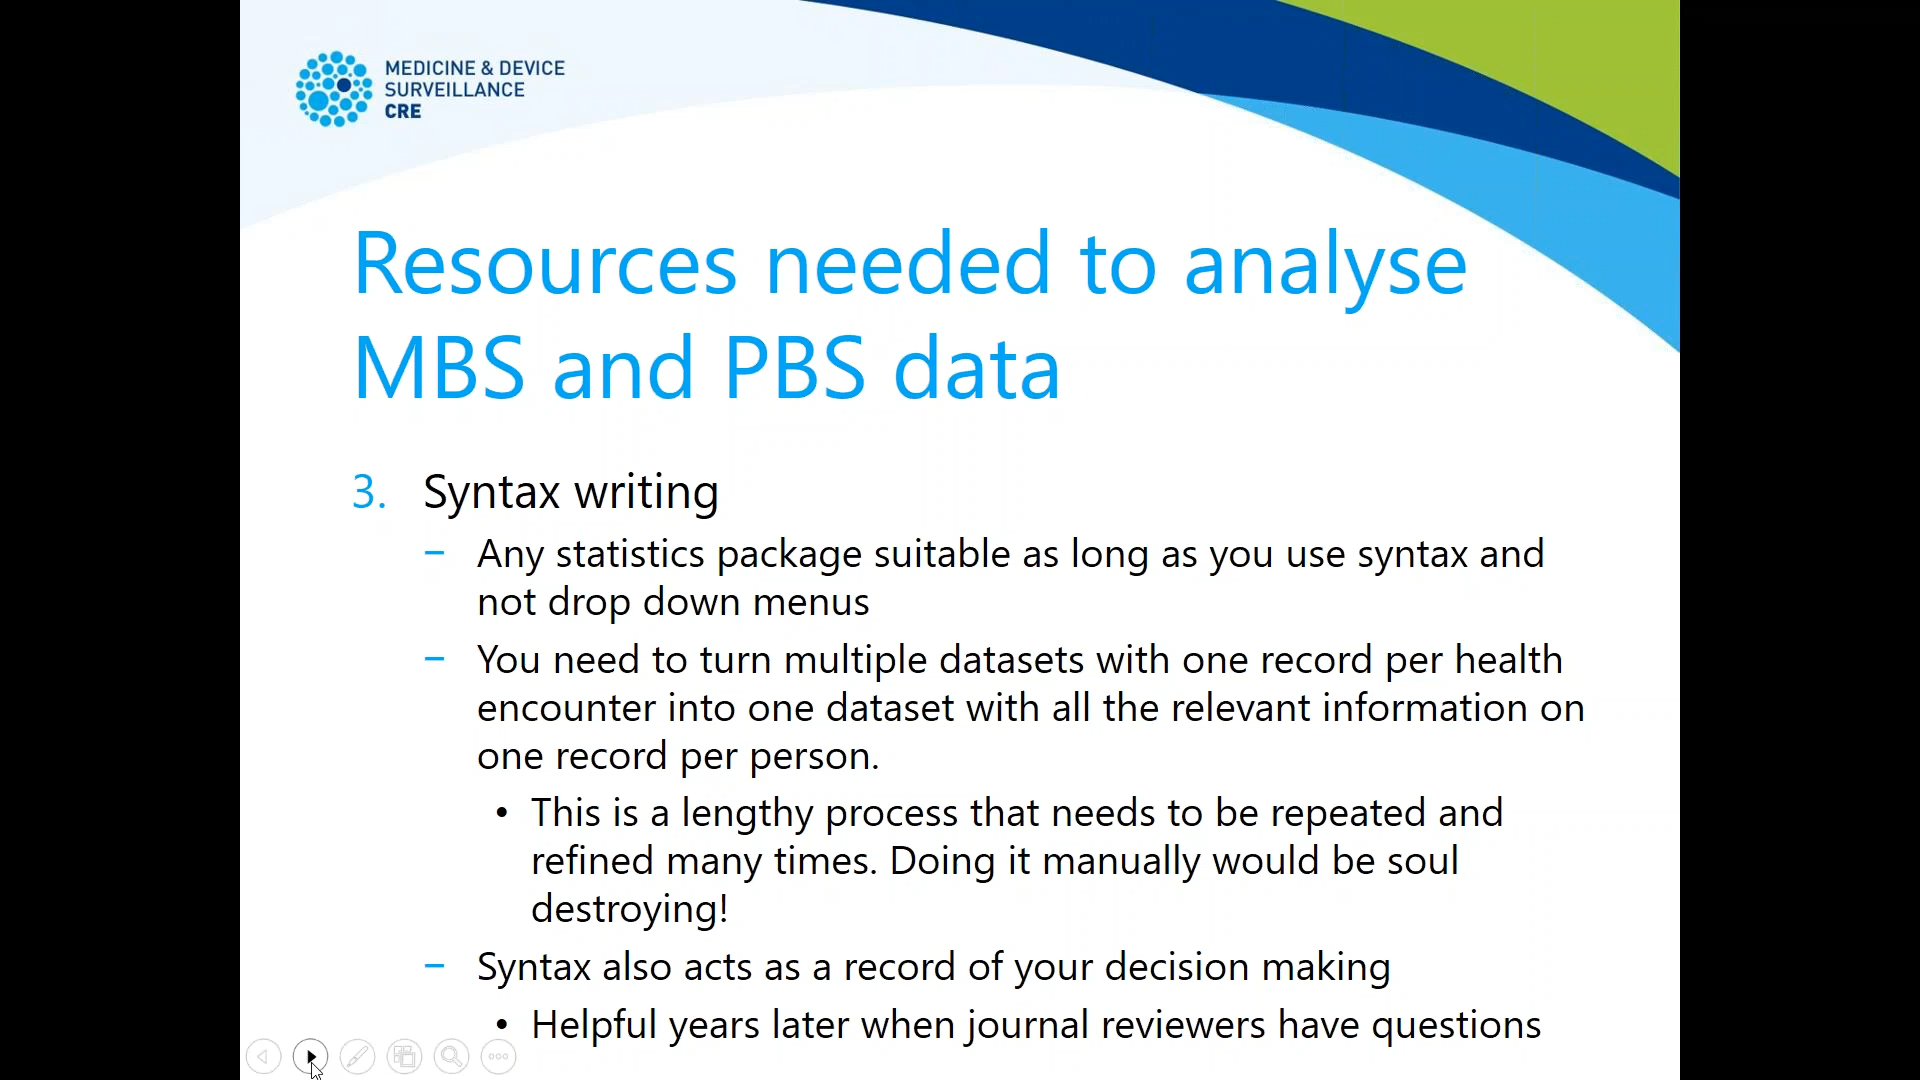 MEDICINE & DEVICE
SURVEILLANCE
CRE
Resources needed to analyse
MBS and PBS data
3. Syntax writing
– Any statistics package suitable as long as you use syntax and
not drop down menus
– You need to turn multiple datasets with one record per health
encounter into one dataset with all the relevant information on
one record per person.
• This is a lengthy process that needs to be repeated and
refined many times. Doing it manually would be soul
destroying!
– Syntax also acts as a record of your decision making
• Helpful years later when journal reviewers have questions